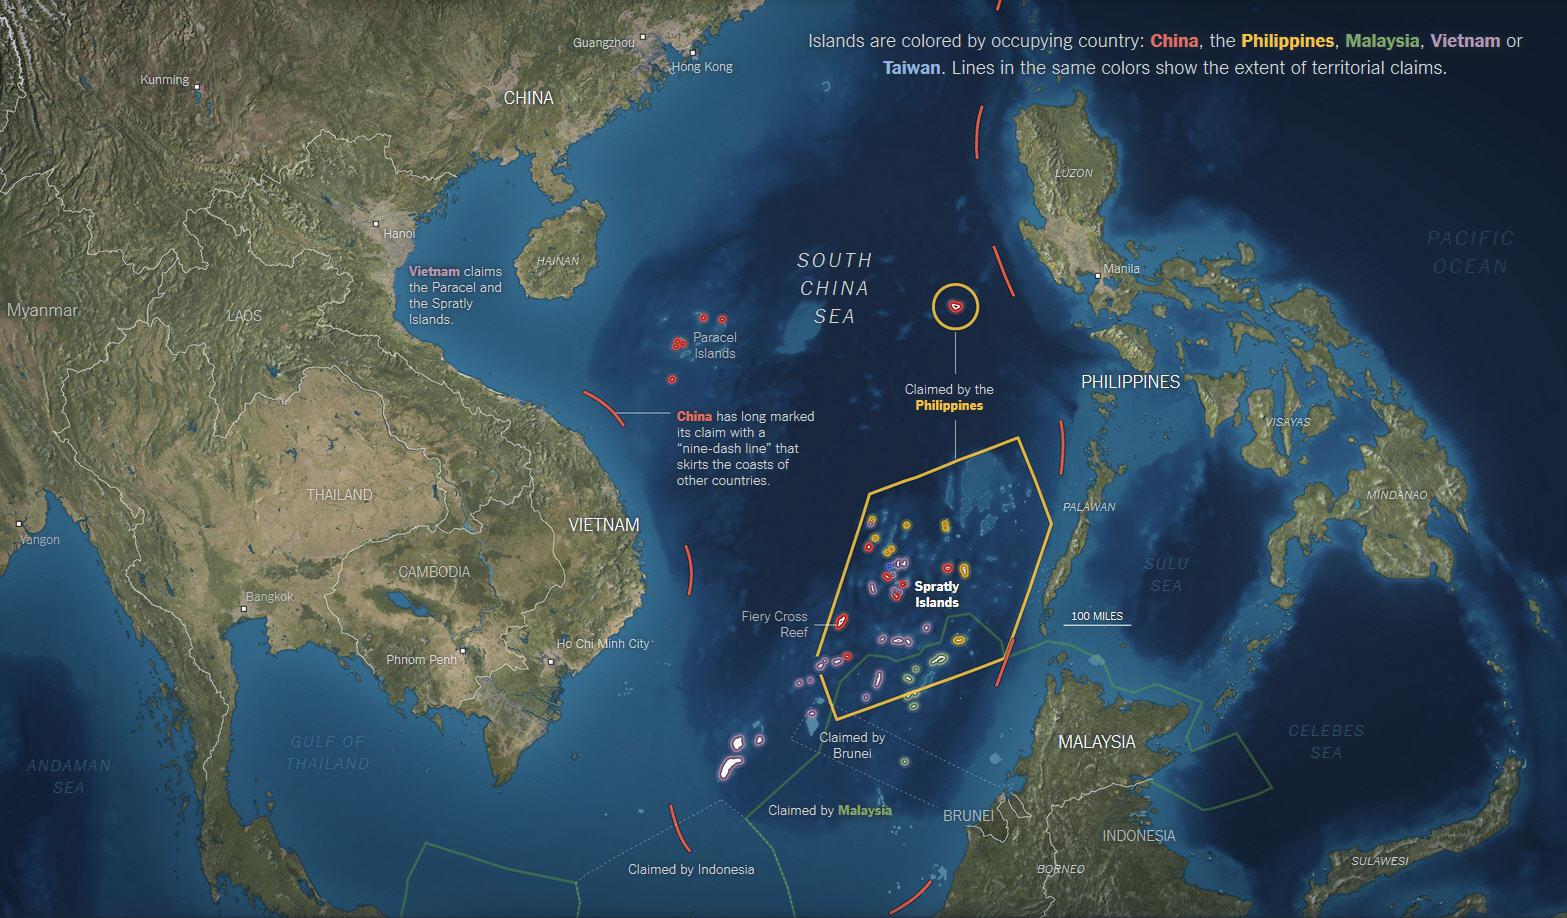 Islands are colored by occupying country: China, the Philippines, Malaysia, Vietnam or
Taiwan. Lines in the same colors show the extent of territorial claims.
Guangzhou
Hong Kong
Kunming
CHINA
LUZON
Hanoi
HAINAN
SOUTH
CHINA
SEA
PACIFIC
OCEAN
Manila
Vietnam claims
the Paracel and
the Spratly
Islands.
Myanmar
LAOS
Paracel
Islands
Claimed by the
Philippines
PHILIPPINES
China has long marked
its claim with a
“nine-dash line” that
skirts the coasts of
other countries.
VISAYAS
THAILAND
MINDANAO
PALAWAN
VIETNAM
Yangon
CAMBODIA
SULU
SEA
Spratly
Islands
Bangkok
Fiery Cross
Reef
100 MILES
Ho Chi Minh City
Phnom Penh
GULF OF
THAILAND
ANDAMAN
SEA
Claimed by
Brunei
MALAYSIA
CELEBES
SEA
Claimed by Malaysia
BRUNEI
INDONESIA
Claimed by Indonesia
BORNEO
SULAWESI